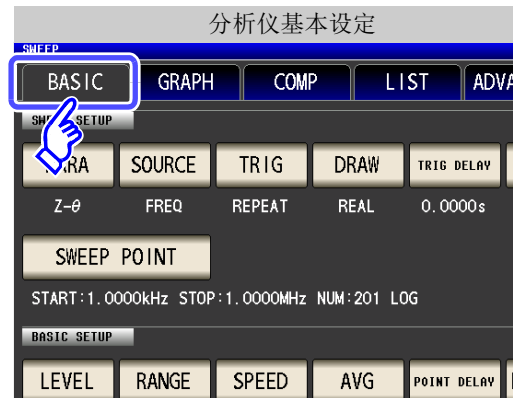 分析仪基本设定
SWEEP
BASIC GRAPH COMP LIST
SETUP
SOURCE TRIG DRAW TRIG DELAY
Z-θ FREQ REPEAT REAL 0.0000s
SWEEP POINT
START:1.0000kHz STOP:1.0000MHz NUM:201 LOG
BASIC SETUP
LEVEL RANGE SPEED AVG POINT DELAY